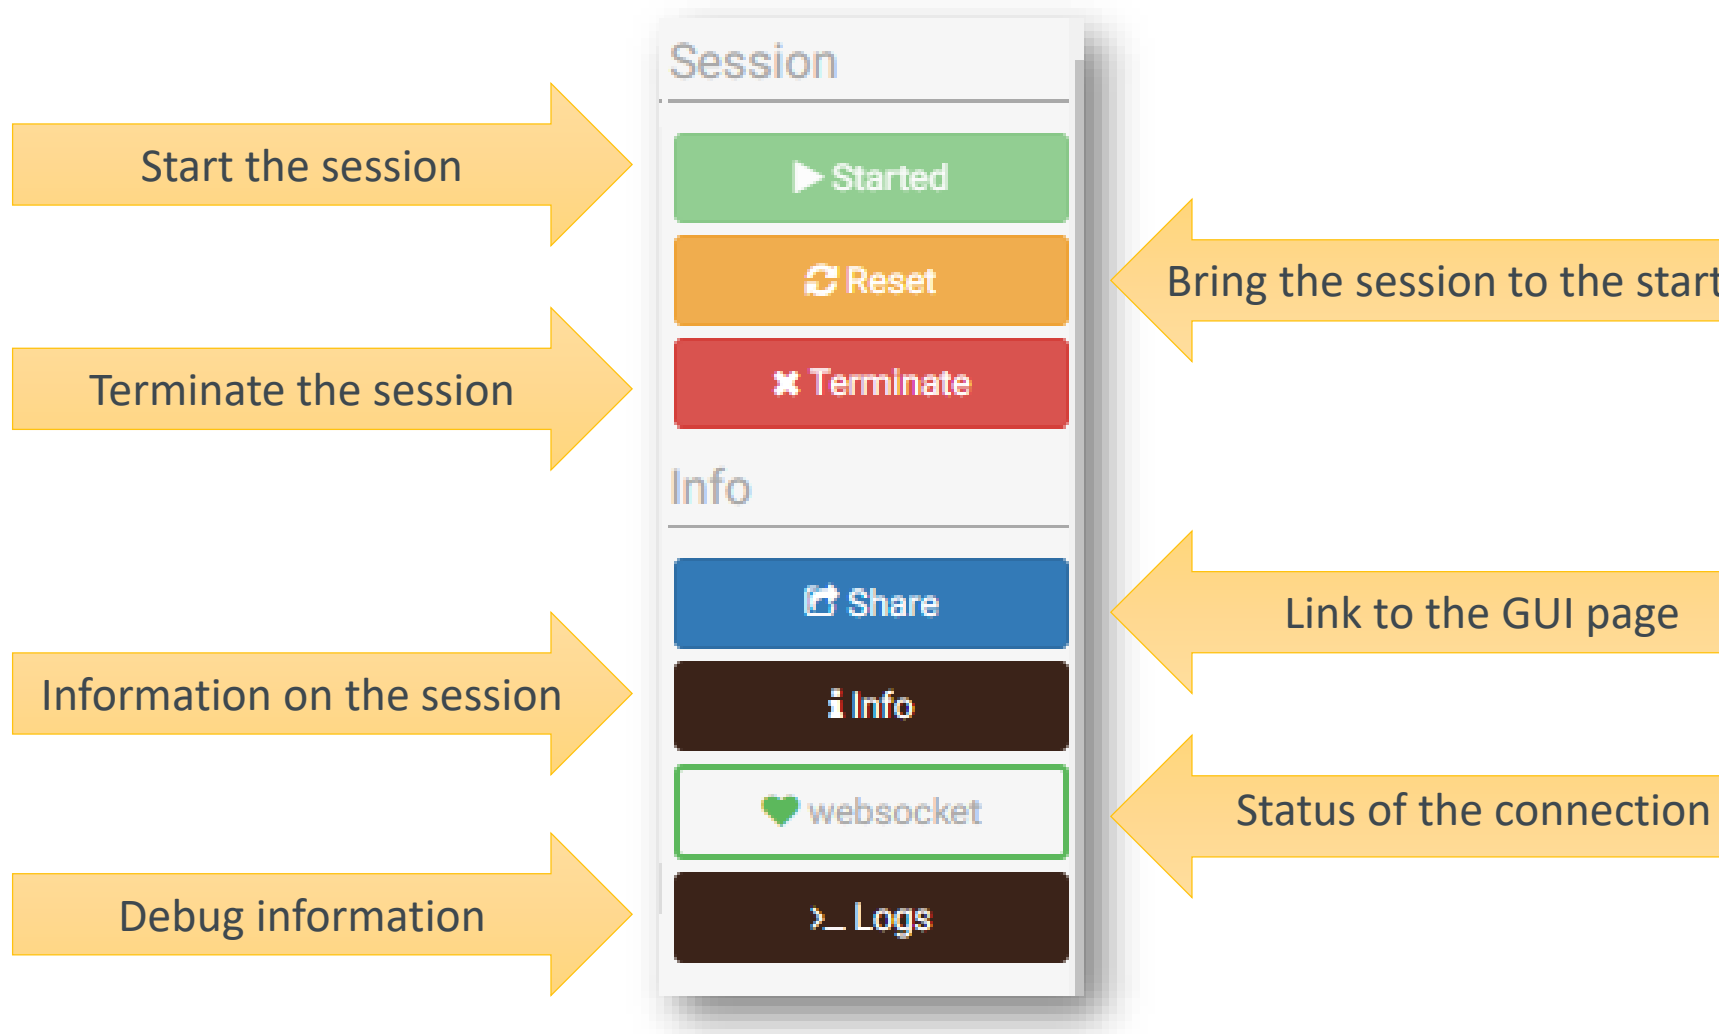 Session
Start the session
Started
Reset
Bring the session to the start
Terminate the session
Terminate
Info
Share
Link to the GUI page
Information on the session
Info
websocket
Status of the connection
Debug information
Logs